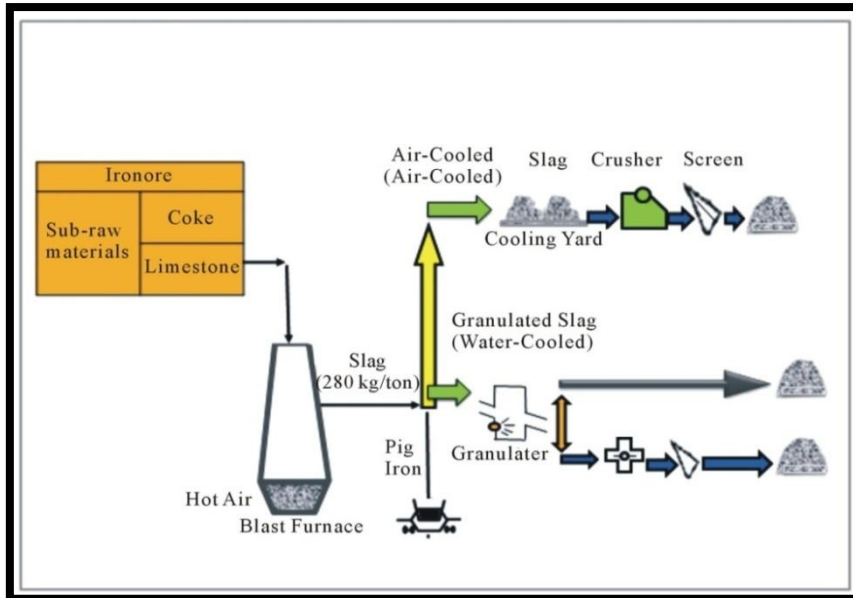 Ironore
Sub-raw
materials
Coke
Limestone
Air-Cooled
(Air-Cooled)
Slag
Crusher
Screen
Cooling Yard
Granulated Slag
(Water-Cooled)
Slag
(280 kg/ton)
Granulater
Pig
Iron
Hot Air
Blast Furnace